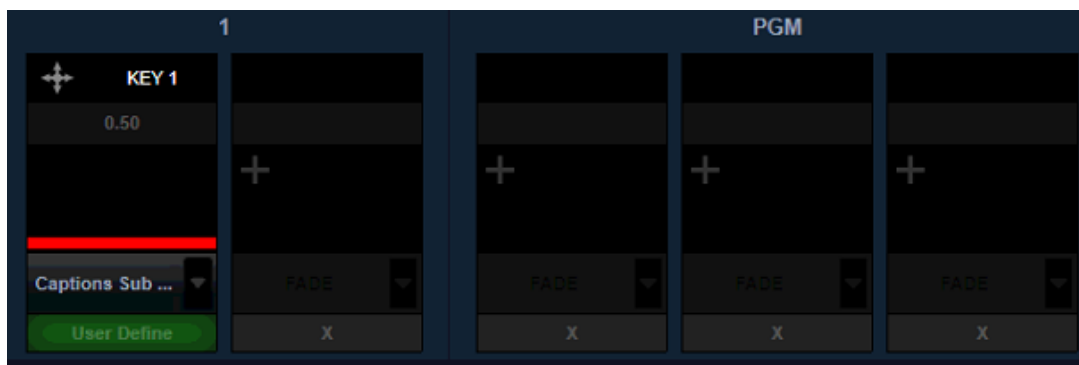 1
PGM
KEY 1
0.50
Captions Sub ...
FADE
FADE
FADE
FADE
User Define
X
X
X
X